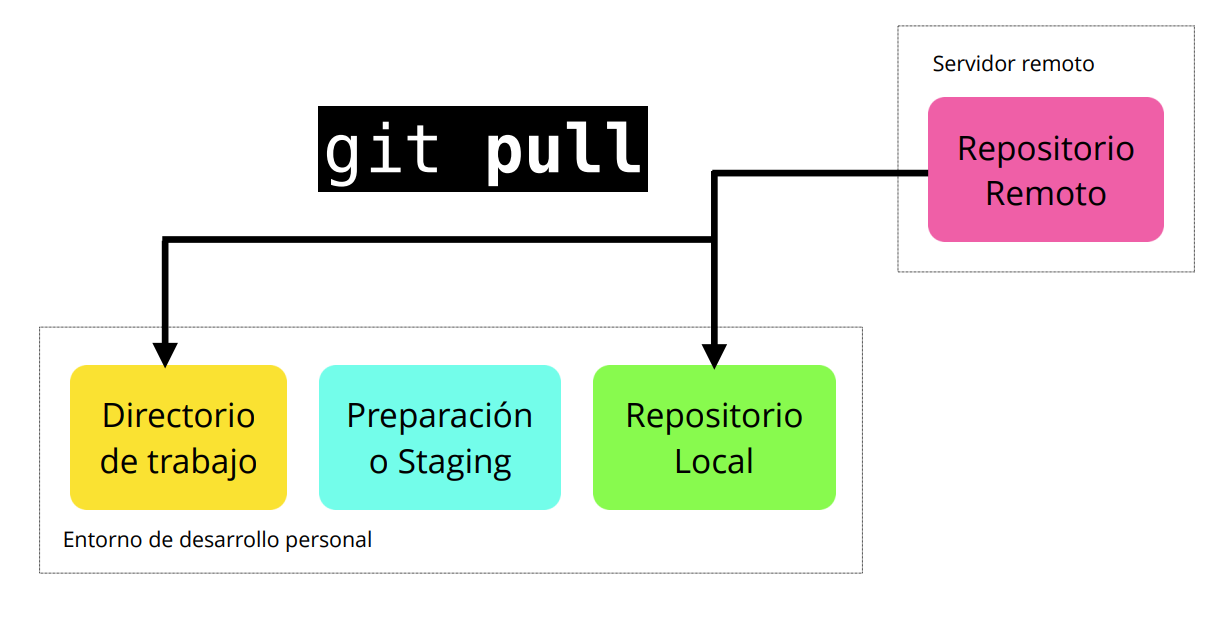 Servidor remoto
Repositorio
Remoto
git pull
Directorio
de trabajo
Preparación
o Staging
Repositorio
Local
Entorno de desarrollo personal